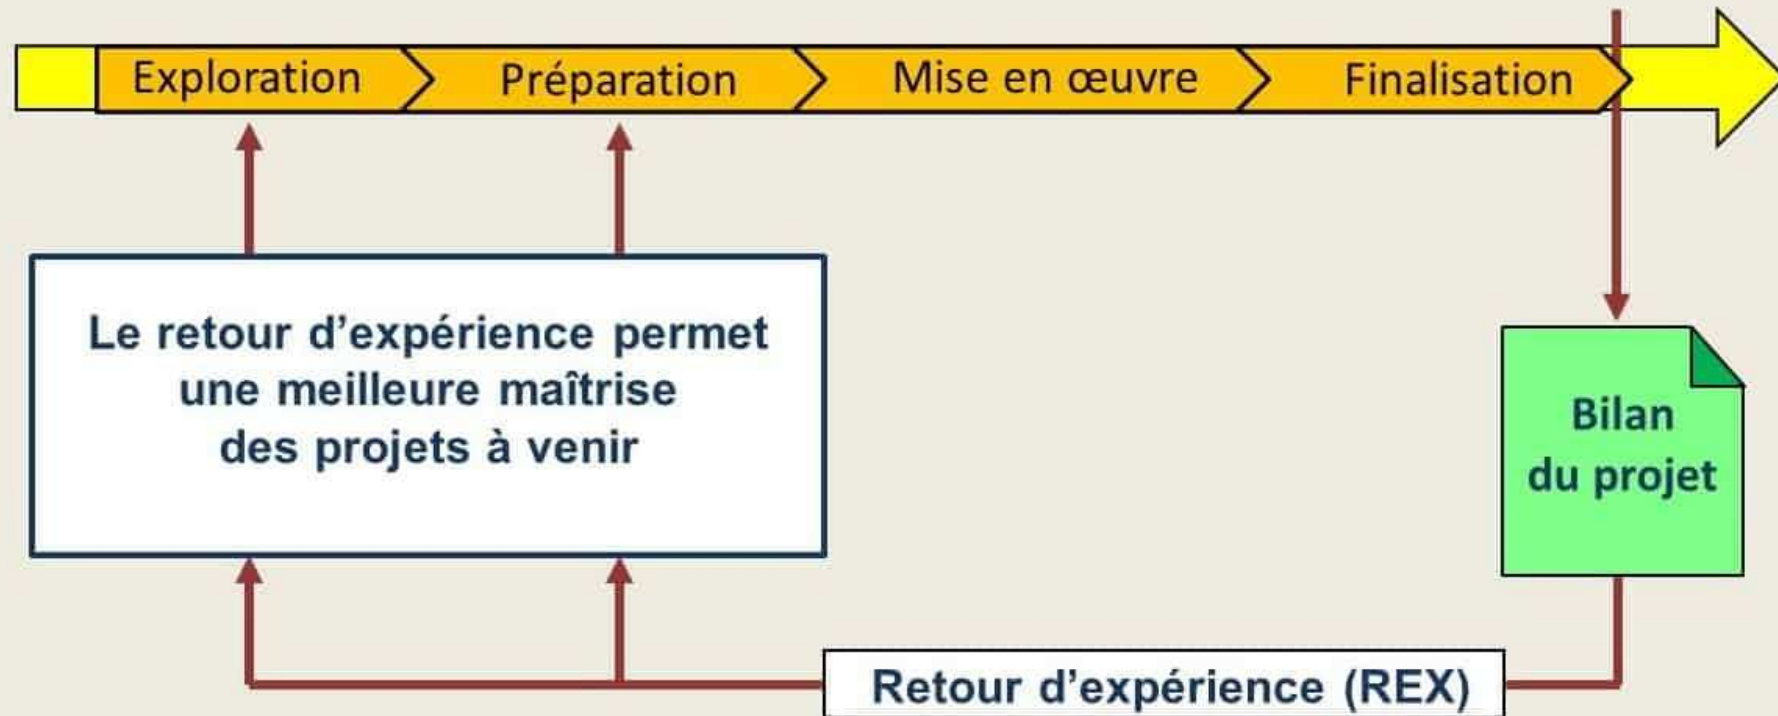 Exploration
Préparation
Mise en œuvre
Finalisation
Le retour d’expérience permet
une meilleure maîtrise
des projets à venir
Bilan
du projet
Retour d’expérience (REX)